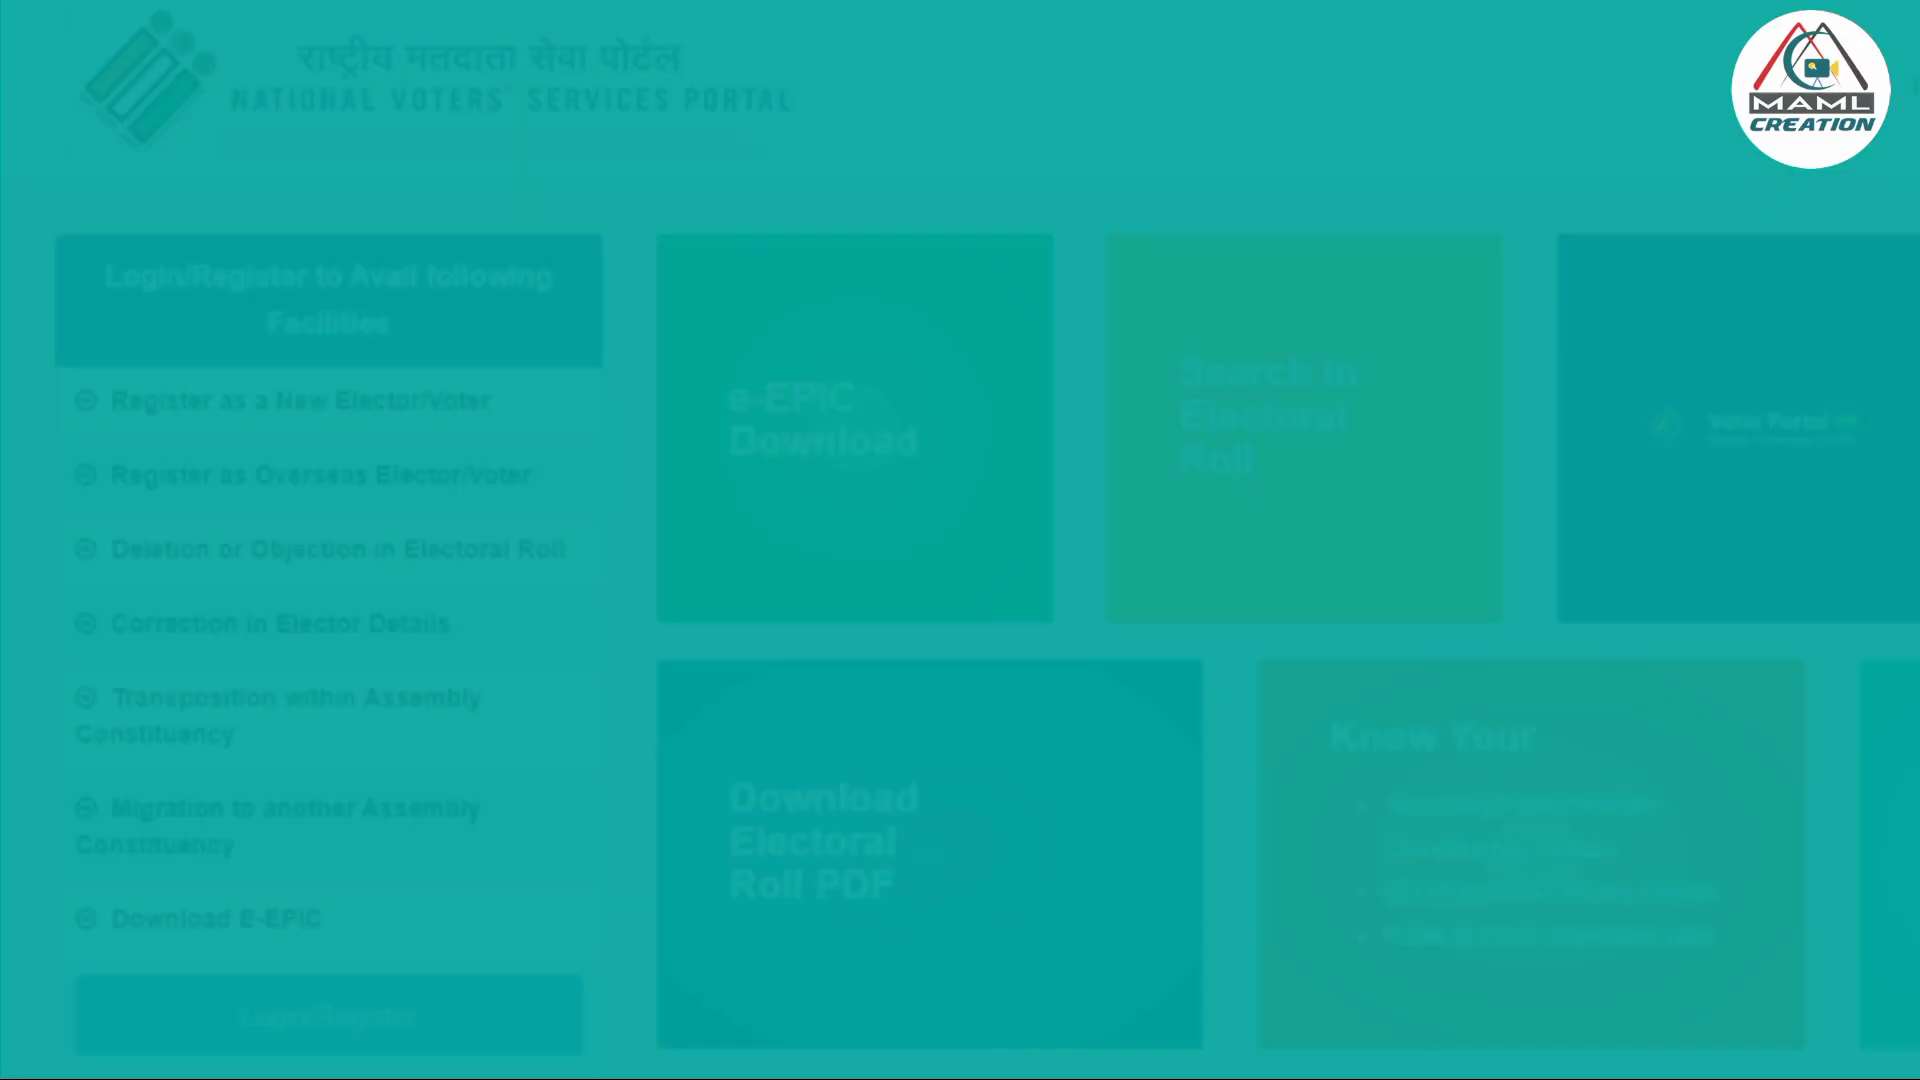 राष्ट्रीय मतदाता सेवा पोर्टल
NATIONAL VOTERS' SERVICES PORTAL
MAML
CREATION
Login/Register to Avail following
Facilities
Register as a New Elector/Voter
Register as Overseas Elector/Voter
Deletion or Objection in Electoral Roll
Correction in Elector Details
Transposition within Assembly
Constituency
Migration to another Assembly
Constituency
Download E-EPIC
Login/Register
e-EPIC
Download
Search in
Electoral
Roll
Voter Portal
Download
Electoral
Roll PDF
Know Your